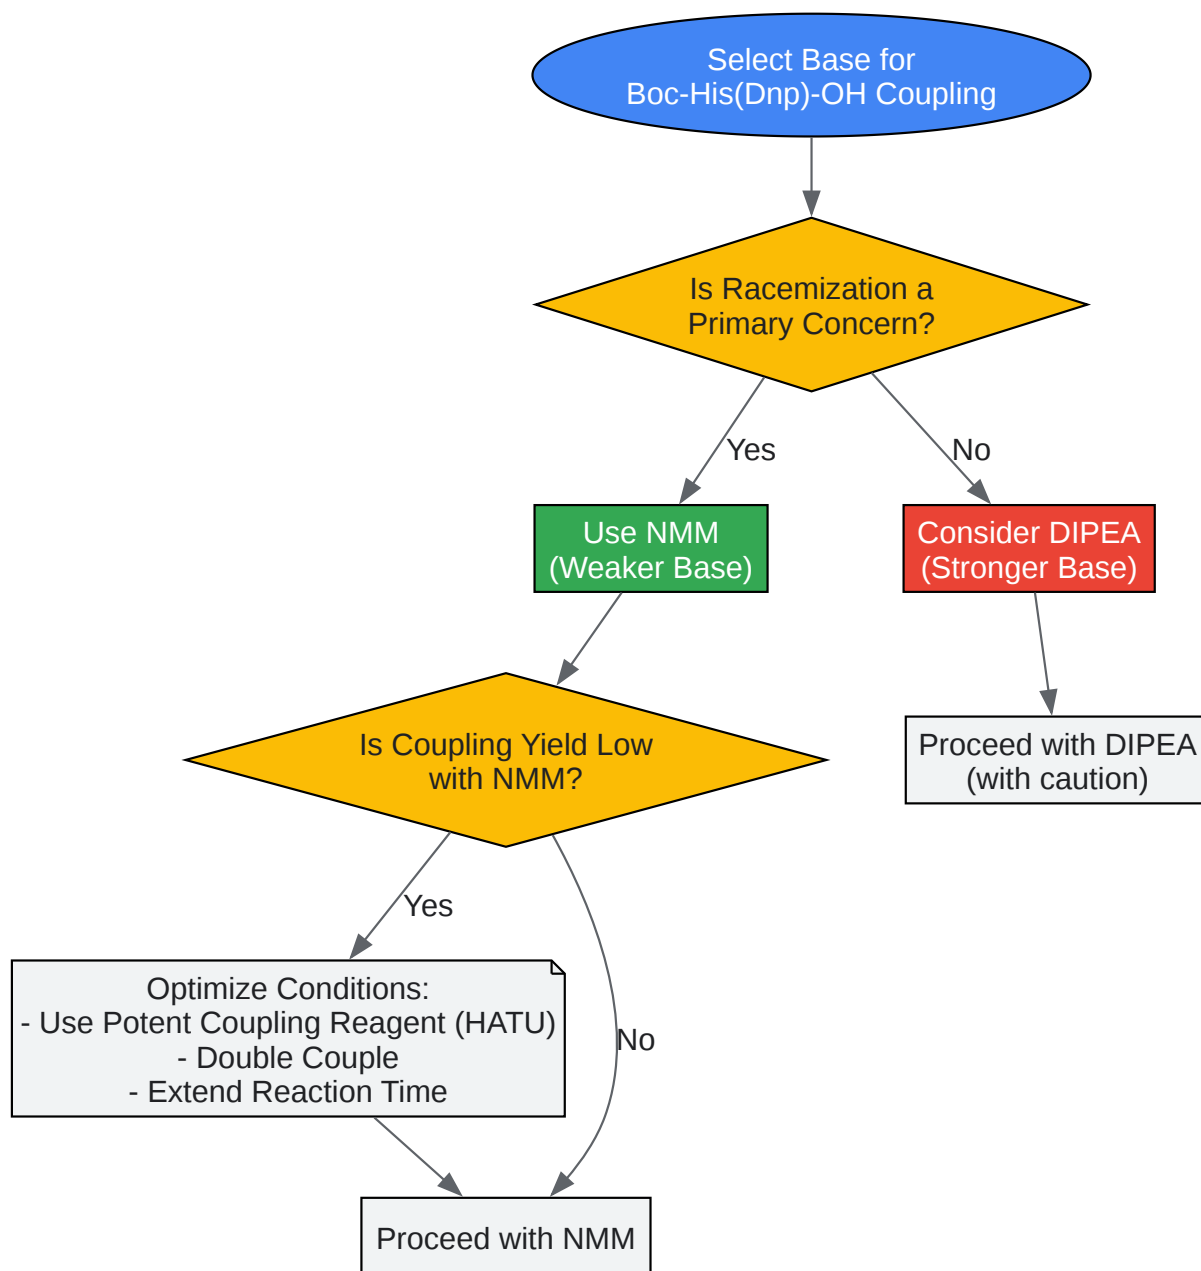 Select Base for
Boc-His(Dnp)-OH Coupling
Is Racemization a
Primary Concern?
Yes
No
Use NMM
(Weaker Base)
Consider DIPEA
(Stronger Base)
Is Coupling Yield Low
with NMM?
Proceed with DIPEA
(with caution)
Yes
No
Optimize Conditions:
- Use Potent Coupling Reagent (HATU)
- Double Couple
- Extend Reaction Time
Proceed with NMM